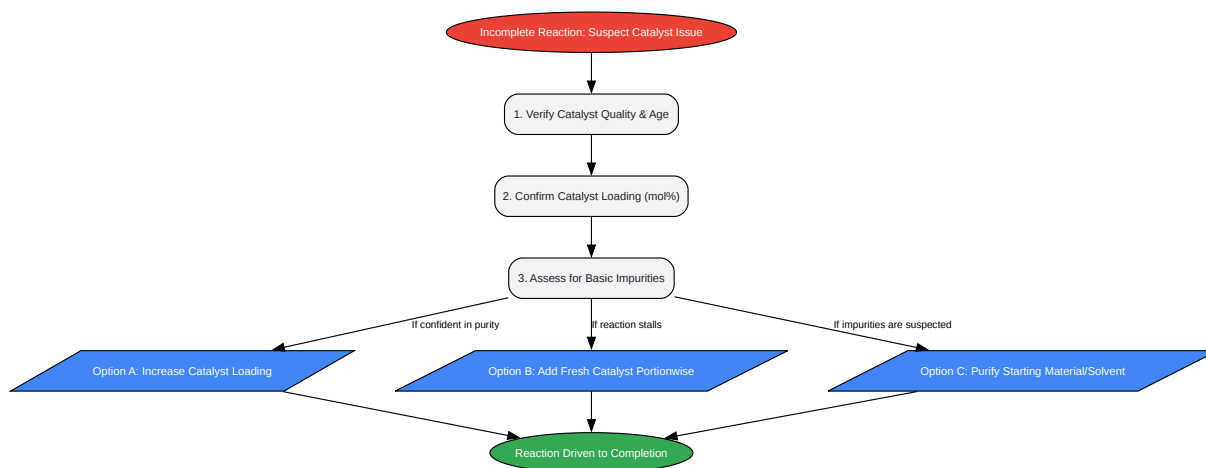 Incomplete Reaction: Suspect Catalyst Issue
1. Verify Catalyst Quality & Age
2. Confirm Catalyst Loading (mol%)
3. Assess for Basic Impurities
If confident in purity
If reaction stalls
If impurities are suspected
Option A: Increase Catalyst Loading
Option B: Add Fresh Catalyst Portionwise
Option C: Purify Starting Material/Solvent
Reaction Driven to Completion